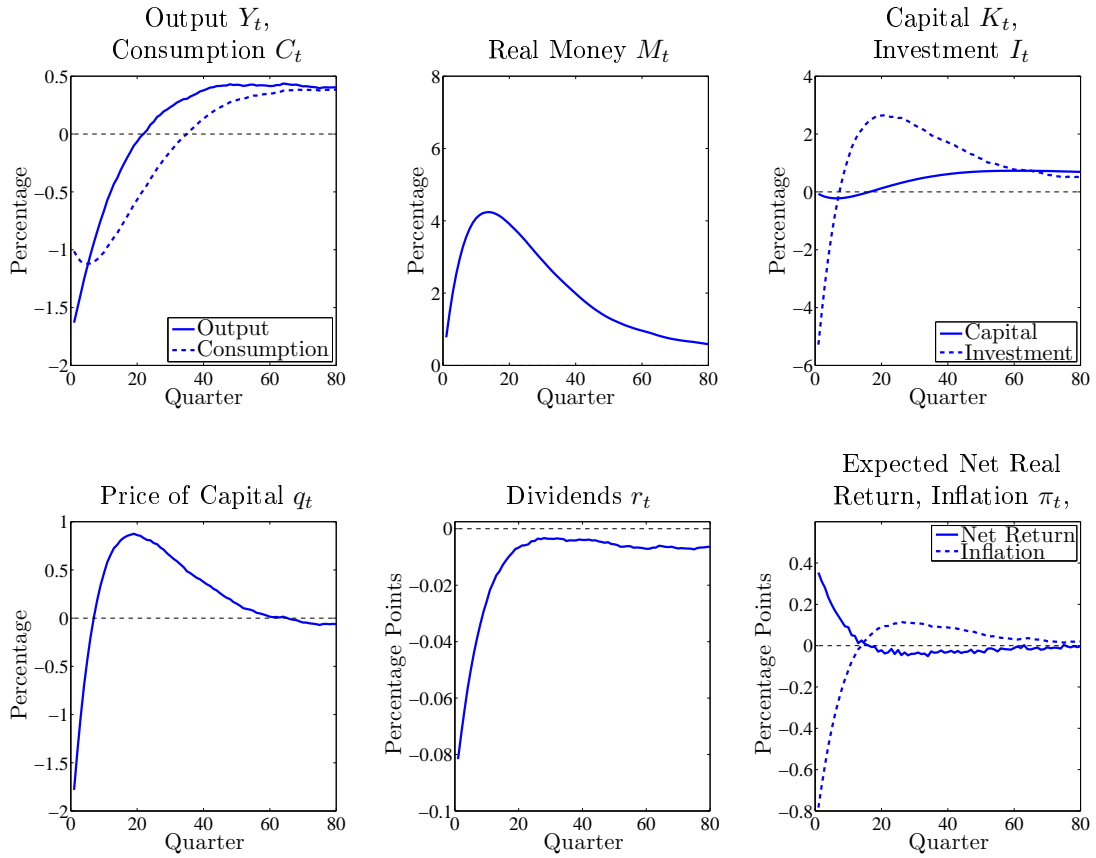 Output Y_t,
Consumption C_t
Percentage
0.5
0
−0.5
−1
−1.5
−2
Output
Consumption
0
20
40
60
80
Quarter
Real Money M_t
Percentage
8
6
4
2
0
0
20
40
60
80
Quarter
Capital K_t,
Investment I_t
Percentage
4
2
0
−2
−4
−6
Capital
Investment
0
20
40
60
80
Quarter
Price of Capital q_t
Percentage
1
0.5
0
−0.5
−1
−1.5
−2
0
20
40
60
80
Quarter
Dividends r_t
Percentage Points
0
−0.02
−0.04
−0.06
−0.08
−0.1
0
20
40
60
80
Quarter
Expected Net Real
Return, Inflation π_t,
Percentage Points
Net Return
Inflation
0.4
0.2
0
−0.2
−0.4
−0.6
−0.8
0
20
40
60
80
Quarter